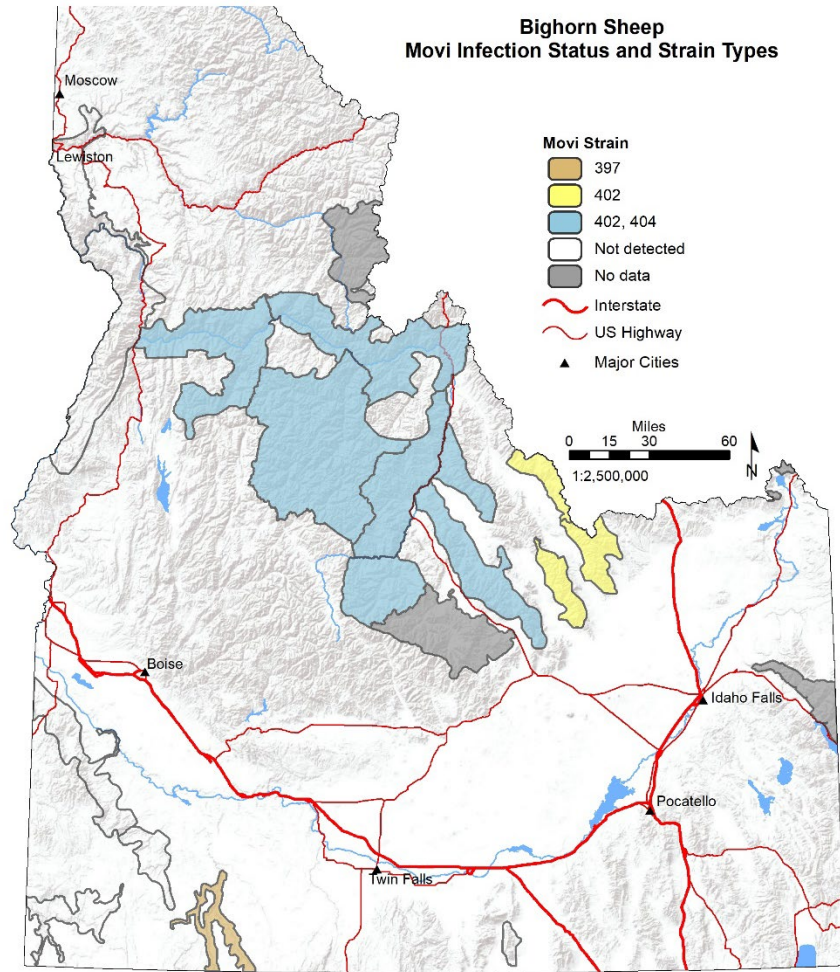 Bighorn Sheep
Movi Infection Status and Strain Types
Moscow
Lewiston
Movi Strain
397
402
402, 404
Not detected
No data
Interstate
US Highway
Major Cities
Miles
0 15 30 60
1:2,500,000
N
Boise
Idaho Falls
Pocatello
Twin Falls